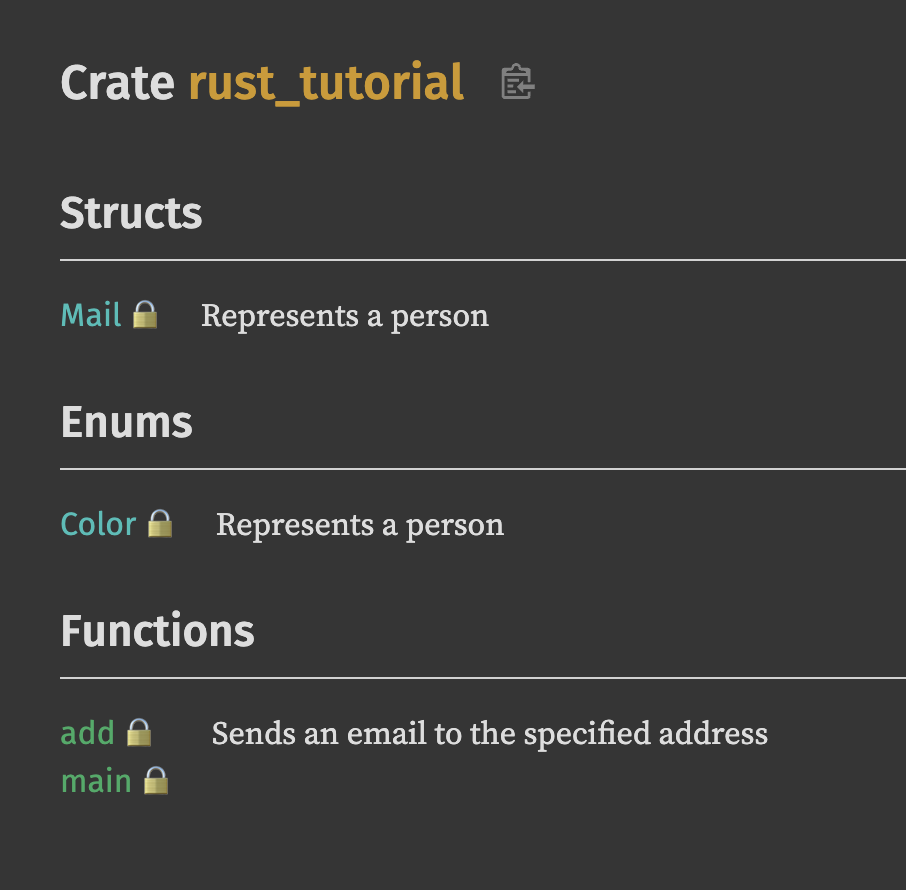 Crate rust_tutorial
Structs
Mail🔒 Represents a person
Enums
Color🔒 Represents a person
Functions
add🔒 Sends an email to the specified address
main🔒